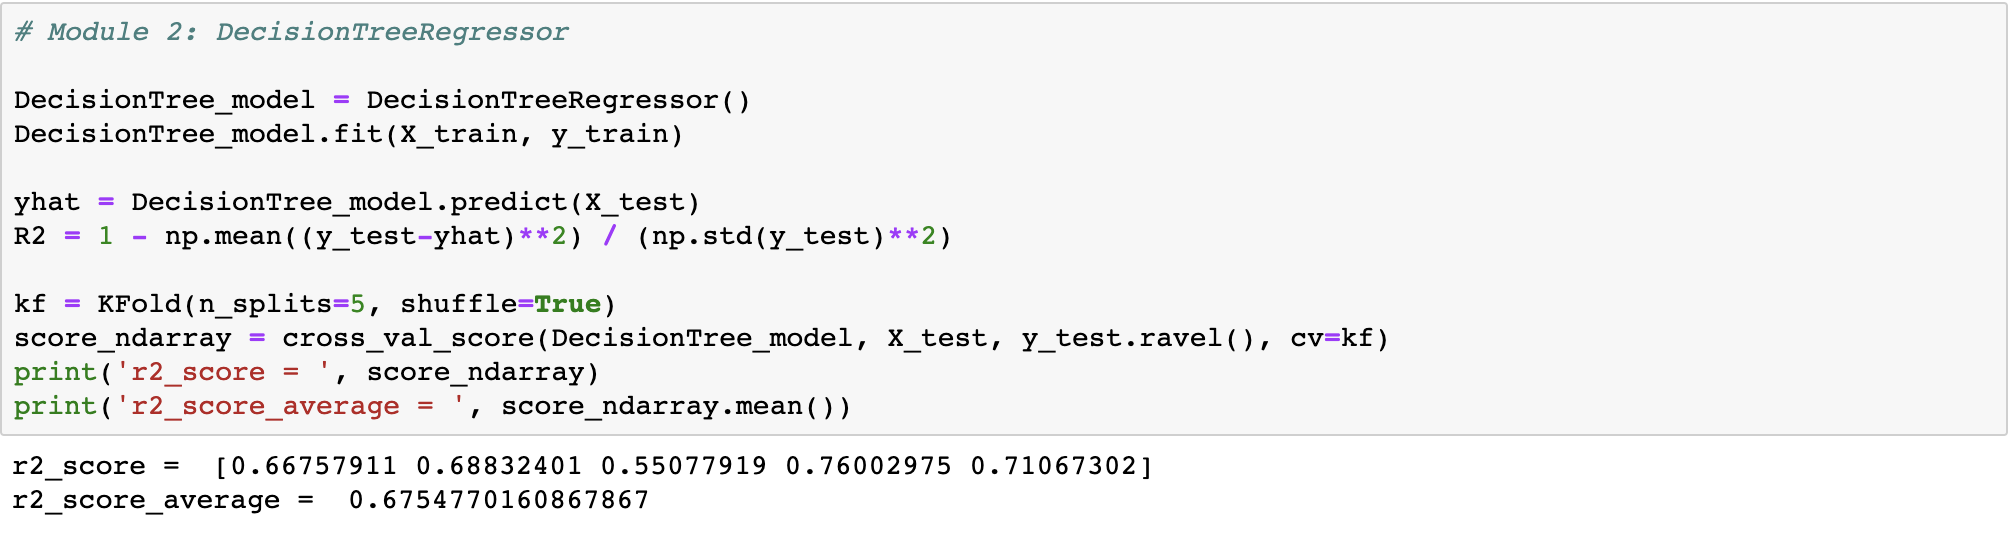 # Module 2: DecisionTreeRegressor
DecisionTree_model = DecisionTreeRegressor()
DecisionTree_model.fit(X_train, y_train)
yhat = DecisionTree_model.predict(X_test)
R2 = 1 - np.mean((y_test-yhat)**2) / (np.std(y_test)**2)
kf = KFold(n_splits=5, shuffle=True)
score_ndarray = cross_val_score(DecisionTree_model, X_test, y_test.ravel(), cv=kf)
print('r2_score = ', score_ndarray)
print('r2_score_average = ', score_ndarray.mean())
r2_score =  [0.66757911 0.68832401 0.55077919 0.76002975 0.71067302]
r2_score_average =  0.6754770160867867